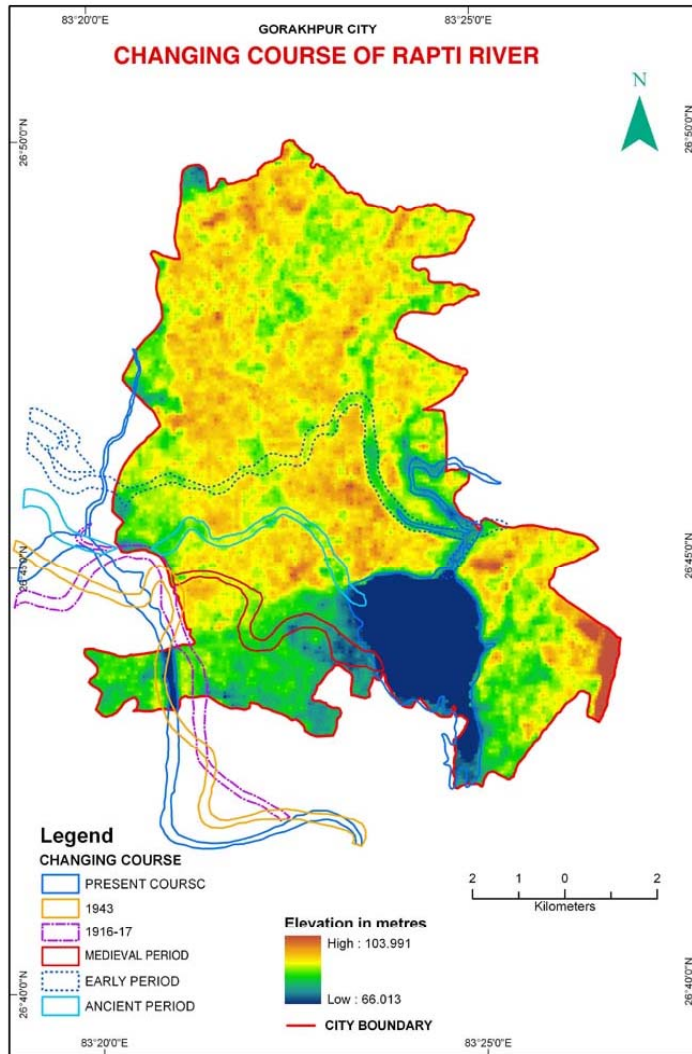 83°20'0"E
83°25'0"E
GORAKHPUR CITY
CHANGING COURSE OF RAPTI RIVER
N
26°50'0"N
26°50'0"N
26°45'0"N
26°45'0"N
Legend
CHANGING COURSE
PRESENT COURSC
1943
1916-17
MEDIEVAL PERIOD
EARLY PERIOD
ANCIENT PERIOD
2 1 0 2
Kilometers
Elevation in metres
High : 103.991
Low : 66.013
CITY BOUNDARY
26°40'0"N
26°40'0"N
83°20'0"E
83°25'0"E